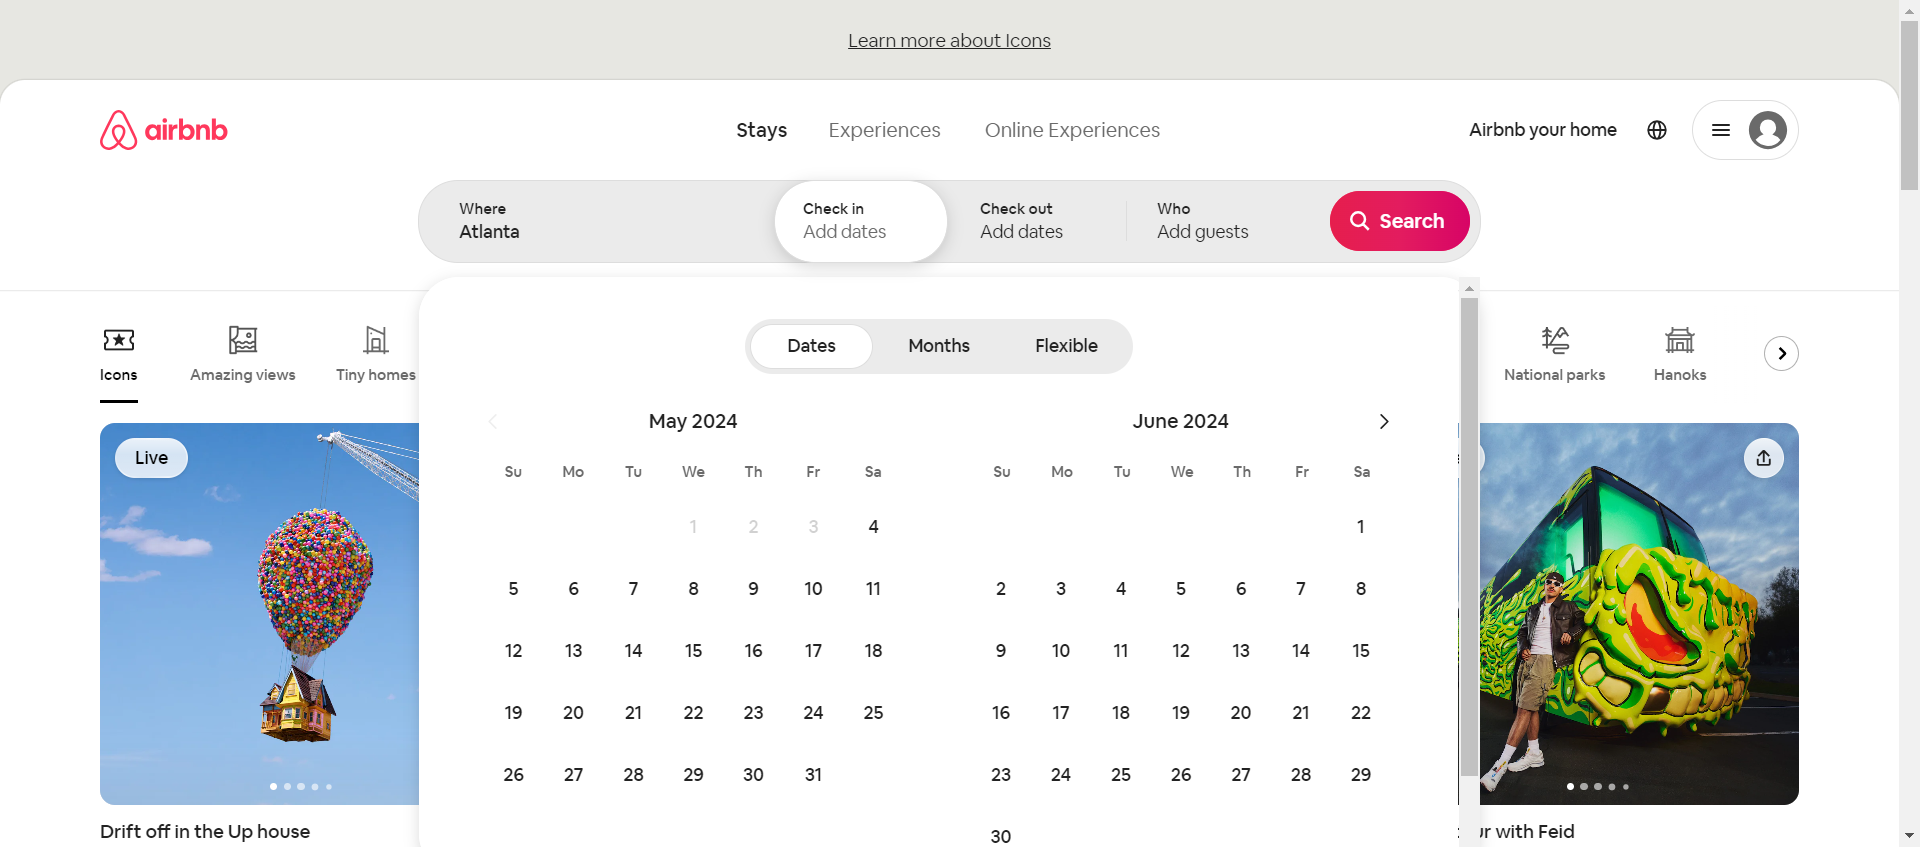 Learn more about Icons
airbnb
Stays
Experiences
Online Experiences
Airbnb your home
Where
Atlanta
Check in
Add dates
Check out
Add dates
Who
Add guests
Search
Icons
Amazing views
Tiny homes
National parks
Hanoks
Dates
Months
Flexible
May 2024
June 2024
Su Mo Tu We Th Fr Sa
1 2 3 4
5 6 7 8 9 10 11
12 13 14 15 16 17 18
19 20 21 22 23 24 25
26 27 28 29 30 31
Su Mo Tu We Th Fr Sa
1
2 3 4 5 6 7 8
9 10 11 12 13 14 15
16 17 18 19 20 21 22
23 24 25 26 27 28 29
30
Live
Drift off in the Up house
with Feid